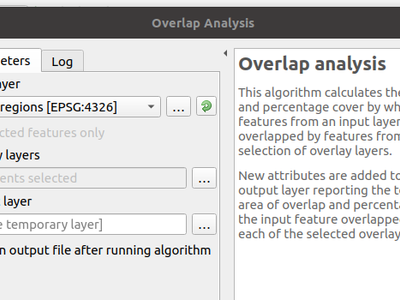 Overlap Analysis
eters Log
ayer
regions [EPSG:4326] ...
cted features only
layers
ents selected ...
layer
e temporary layer] ...
n output file after running algorithm
Overlap analysis
This algorithm calculates the
and percentage cover by wh
features from an input layer
overlapped by features from
selection of overlay layers.
New attributes are added to
output layer reporting the to
area of overlap and percenta
the input feature overlapped
each of the selected overlay